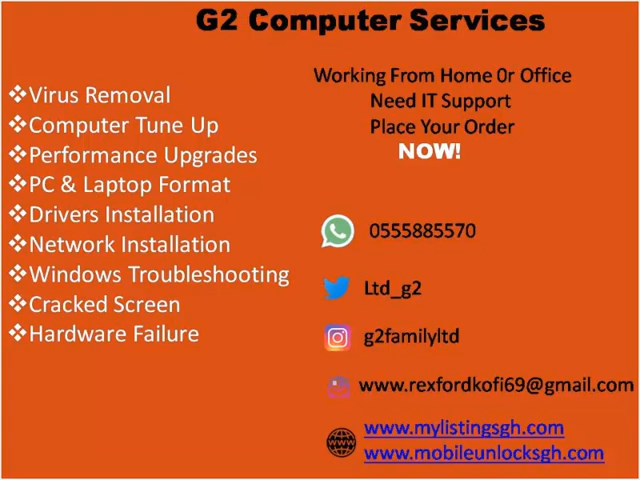 G2 Computer Services
❖Virus Removal
❖Computer Tune Up
❖Performance Upgrades
❖PC & Laptop Format
❖Drivers Installation
❖Network Installation
❖Windows Troubleshooting
❖Cracked Screen
❖Hardware Failure
Working From Home 0r Office
Need IT Support
Place Your Order
NOW!
0555885570
Ltd_g2
g2familyltd
www.rexfordkofi69@gmail.com
WWW
www.mylistingsgh.com
www.mobileunlocksgh.com